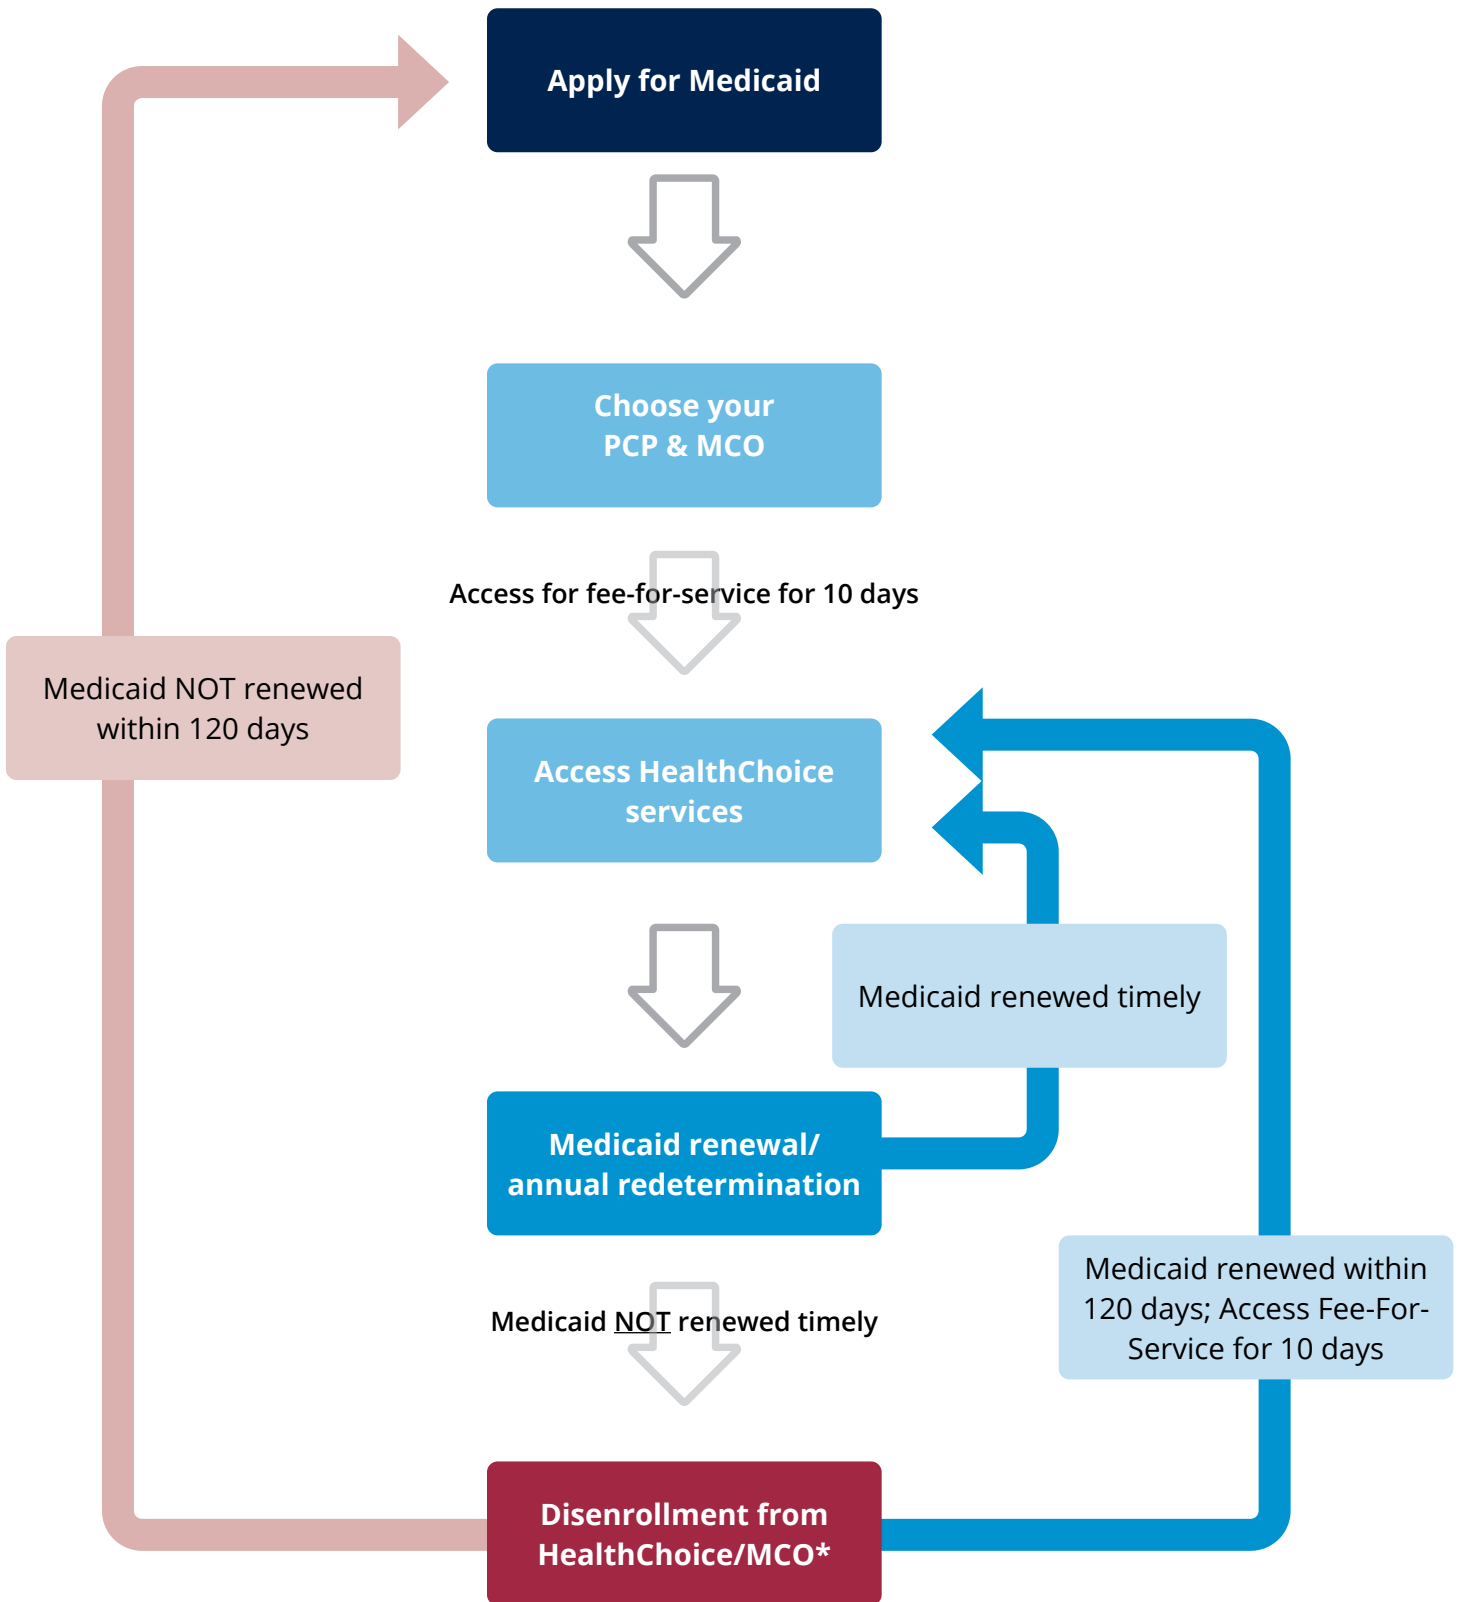 Apply for Medicaid
Choose your
PCP & MCO
Access for fee-for-service for 10 days
Medicaid NOT renewed
within 120 days
Access HealthChoice
services
Medicaid renewed timely
Medicaid renewal/
annual redetermination
Medicaid renewed within
120 days; Access Fee-For-
Service for 10 days
Medicaid NOT renewed timely
Disenrollment from
HealthChoice/MCO*